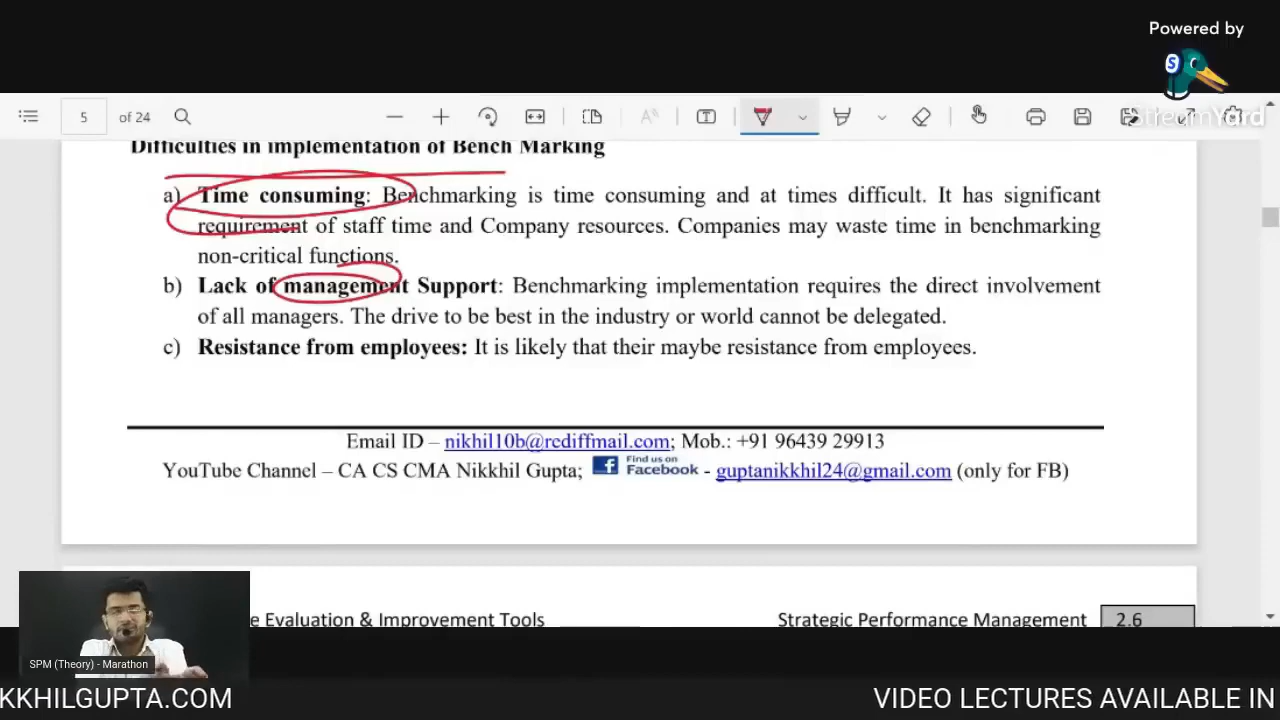 Powered by
StreamYard
5 of 24
Difficulties in implementation of Bench Marking
a) Time consuming: Benchmarking is time consuming and at times difficult. It has significant
requirement of staff time and Company resources. Companies may waste time in benchmarking
non-critical functions.
b) Lack of management Support: Benchmarking implementation requires the direct involvement
of all managers. The drive to be best in the industry or world cannot be delegated.
c) Resistance from employees: It is likely that their maybe resistance from employees.
Email ID – nikhil10b@rediffmail.com; Mob.: +91 96439 29913
YouTube Channel – CA CS CMA Nikkhil Gupta; Find us on Facebook - guptanikkhil24@gmail.com (only for FB)
e Evaluation & Improvement Tools Strategic Performance Management 2.6
SPM (Theory) - Marathon
KKHILGUPTA.COM VIDEO LECTURES AVAILABLE IN